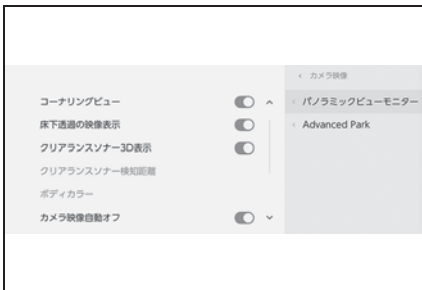 コーナリングビュー
床下透過の映像表示
クリアランスソナー3D表示
クリアランスソナー検知距離
ボディカラー
カメラ映像自動オフ
カメラ映像
パノラミックビューモニター
Advanced Park